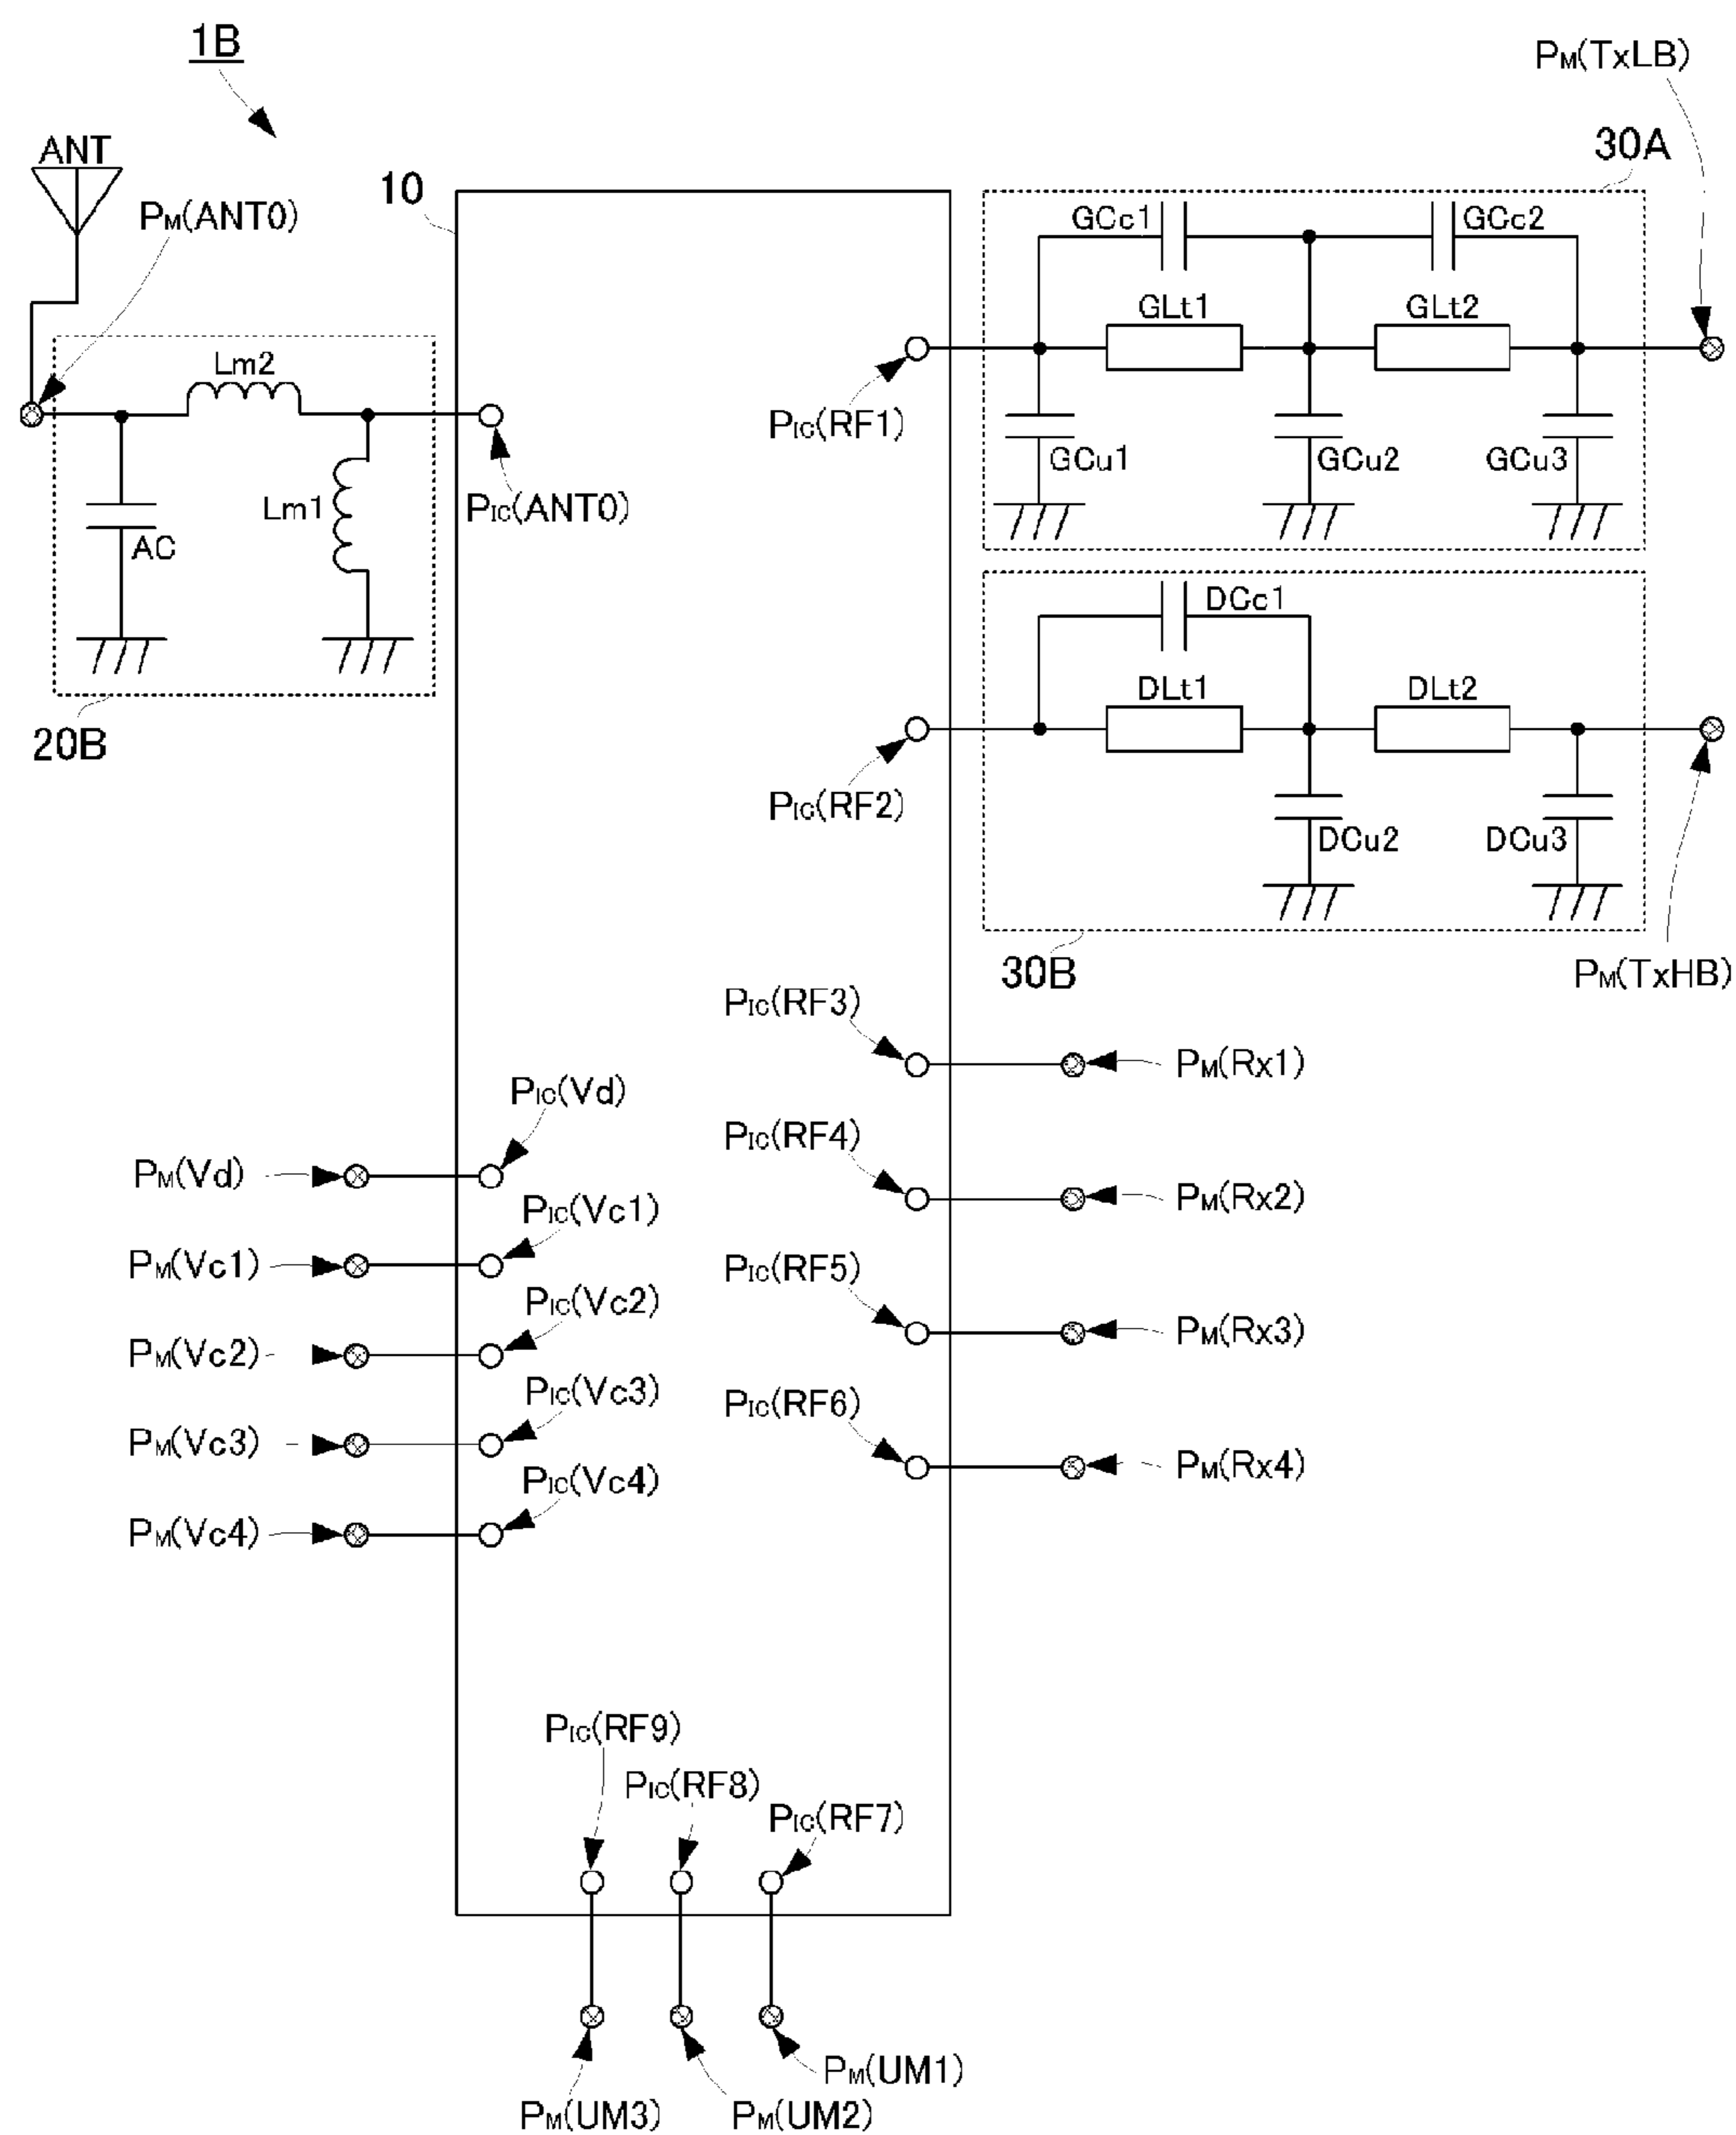 1B
PM(TxLB)
ANT
10
30A
PM(ANT0)
GCc1
GCc2
GLt1
GLt2
Lm2
PIC(RF1)
GCu1
GCu2
GCu3
Lm1
PIC(ANT0)
AC
DCc1
DLt1
DLt2
20B
PIC(RF2)
DCu2
DCu3
30B
PM(TxHB)
PIC(RF3)
PM(Rx1)
PIC(Vd)
PIC(RF4)
PM(Vd)
PM(Rx2)
PIC(Vc1)
PM(Vc1)
PIC(RF5)
PIC(Vc2)
PM(Rx3)
PM(Vc2)
PIC(Vc3)
PIC(RF6)
PM(Vc3)
PM(Rx4)
PIC(Vc4)
PM(Vc4)
PIC(RF9)
PIC(RF8)
PIC(RF7)
PM(UM1)
PM(UM3)
PM(UM2)